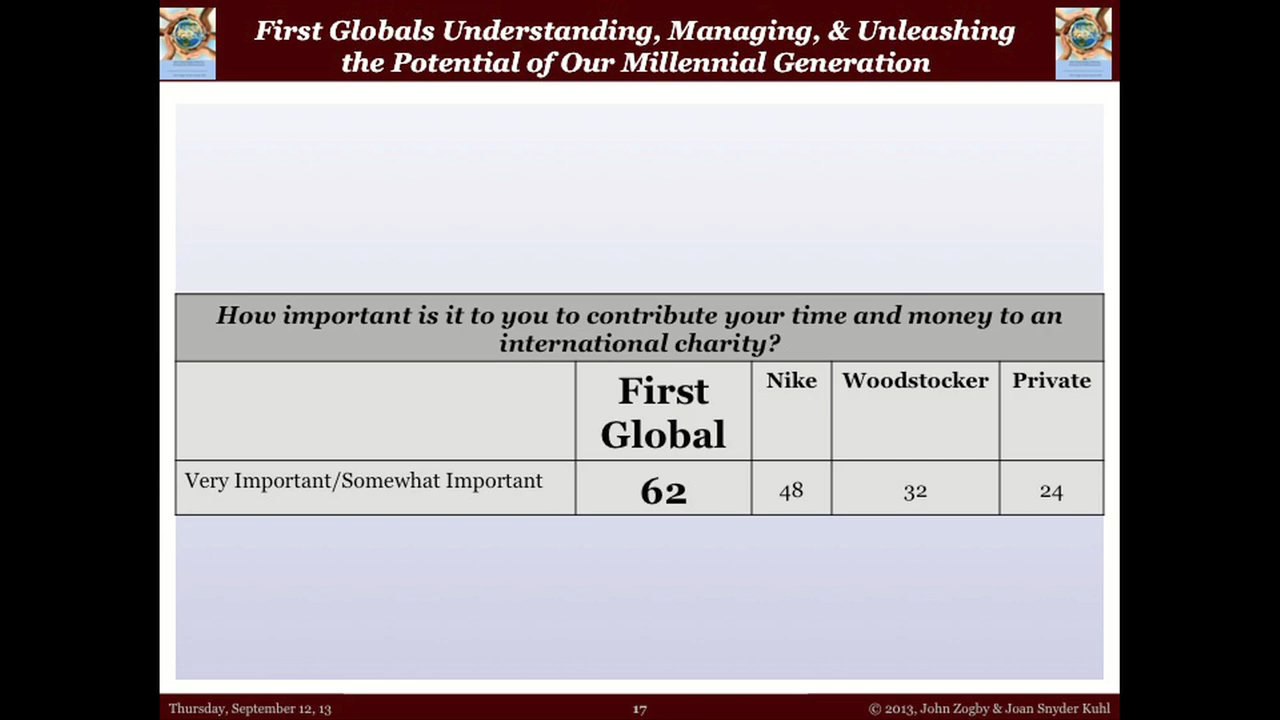 First Globals Understanding, Managing, & Unleashing
the Potential of Our Millennial Generation
How important is it to you to contribute your time and money to an
international charity?
First
Global
Nike
Woodstocker
Private
Very Important/Somewhat Important
62
48
32
24
Thursday, September 12, 13
17
© 2013, John Zogby & Joan Snyder Kuhl